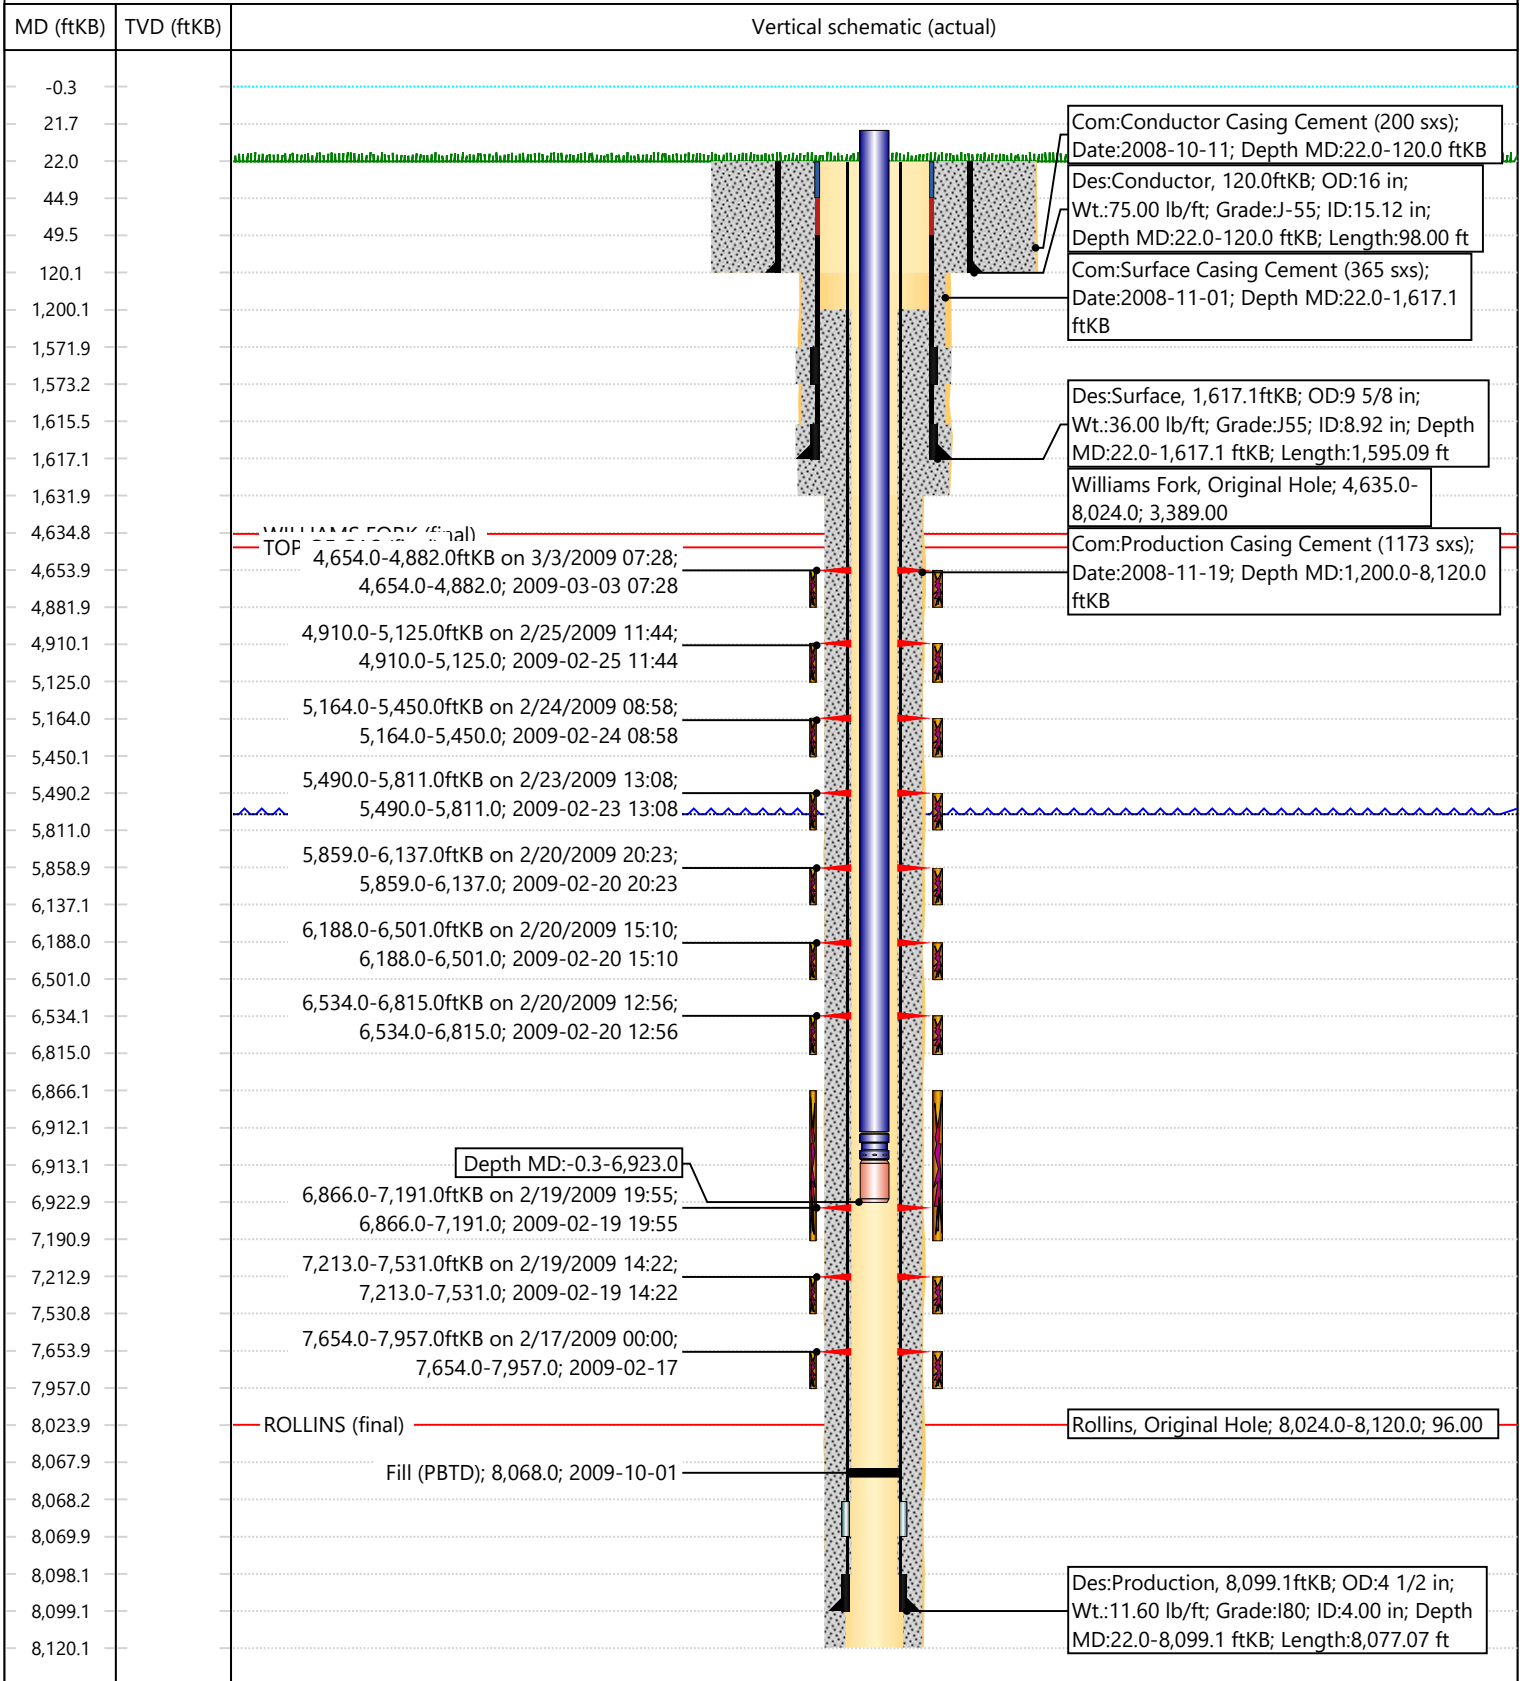 MD (ftKB)
TVD (ftKB)
Vertical schematic (actual)
-0.3
21.7
22.0
44.9
49.5
120.1
1,200.1
1,571.9
1,573.2
1,615.5
1,617.1
1,631.9
4,634.8
4,653.9
4,881.9
4,910.1
5,125.0
5,164.0
5,450.1
5,490.2
5,811.0
5,858.9
6,137.1
6,188.0
6,501.0
6,534.1
6,815.0
6,866.1
6,912.1
6,913.1
6,922.9
7,190.9
7,212.9
7,530.8
7,653.9
7,957.0
8,023.9
8,067.9
8,068.2
8,069.9
8,098.1
8,099.1
8,120.1
WILLIAMS FORK (final)
TOP
4,654.0-4,882.0ftKB on 3/3/2009 07:28;
4,654.0-4,882.0; 2009-03-03 07:28
4,910.0-5,125.0ftKB on 2/25/2009 11:44;
4,910.0-5,125.0; 2009-02-25 11:44
5,164.0-5,450.0ftKB on 2/24/2009 08:58;
5,164.0-5,450.0; 2009-02-24 08:58
5,490.0-5,811.0ftKB on 2/23/2009 13:08;
5,490.0-5,811.0; 2009-02-23 13:08
5,859.0-6,137.0ftKB on 2/20/2009 20:23;
5,859.0-6,137.0; 2009-02-20 20:23
6,188.0-6,501.0ftKB on 2/20/2009 15:10;
6,188.0-6,501.0; 2009-02-20 15:10
6,534.0-6,815.0ftKB on 2/20/2009 12:56;
6,534.0-6,815.0; 2009-02-20 12:56
Depth MD:-0.3-6,923.0
6,866.0-7,191.0ftKB on 2/19/2009 19:55;
6,866.0-7,191.0; 2009-02-19 19:55
7,213.0-7,531.0ftKB on 2/19/2009 14:22;
7,213.0-7,531.0; 2009-02-19 14:22
7,654.0-7,957.0ftKB on 2/17/2009 00:00;
7,654.0-7,957.0; 2009-02-17
ROLLINS (final)
Fill (PBTD); 8,068.0; 2009-10-01
Com:Conductor Casing Cement (200 sxs);
Date:2008-10-11; Depth MD:22.0-120.0 ftKB
Des:Conductor, 120.0ftKB; OD:16 in;
Wt.:75.00 lb/ft; Grade:J-55; ID:15.12 in;
Depth MD:22.0-120.0 ftKB; Length:98.00 ft
Com:Surface Casing Cement (365 sxs);
Date:2008-11-01; Depth MD:22.0-1,617.1
ftKB
Des:Surface, 1,617.1ftKB; OD:9 5/8 in;
Wt.:36.00 lb/ft; Grade:J55; ID:8.92 in; Depth
MD:22.0-1,617.1 ftKB; Length:1,595.09 ft
Williams Fork, Original Hole; 4,635.0-
8,024.0; 3,389.00
Com:Production Casing Cement (1173 sxs);
Date:2008-11-19; Depth MD:1,200.0-8,120.0
ftKB
Rollins, Original Hole; 8,024.0-8,120.0; 96.00
Des:Production, 8,099.1ftKB; OD:4 1/2 in;
Wt.:11.60 lb/ft; Grade:I80; ID:4.00 in; Depth
MD:22.0-8,099.1 ftKB; Length:8,077.07 ft